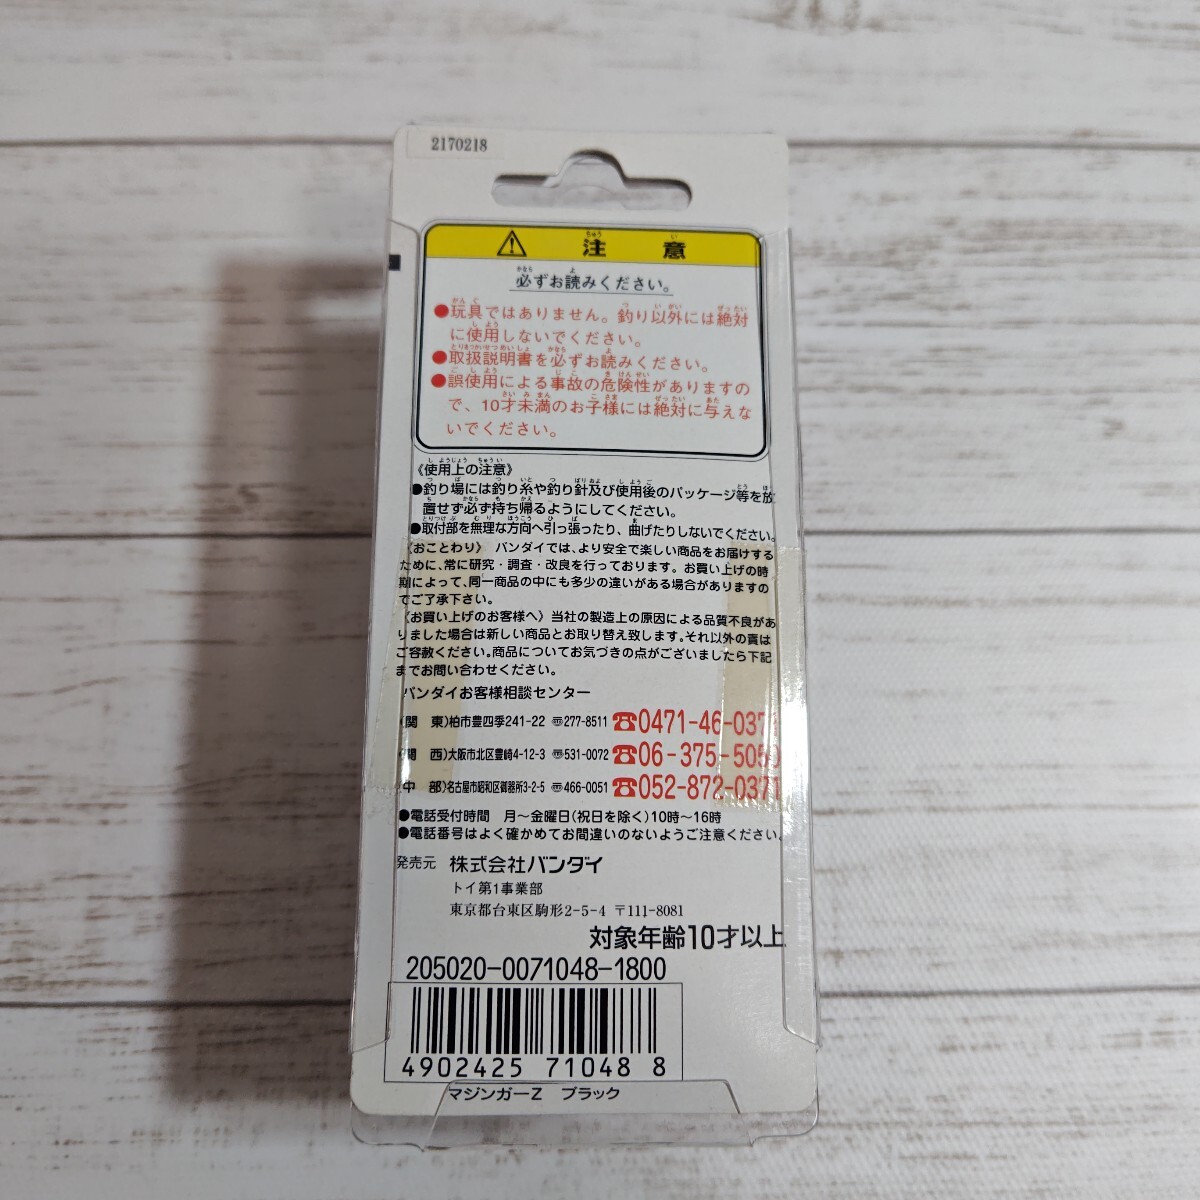 2170218
⚠ 注意
必ずお読みください。
●玩具ではありません。釣り以外には絶対
に使用しないでください。
●取扱説明書を必ずお読みください。
●誤使用による事故の危険性がありますの
で、10才未満のお子様には絶対に与えな
いでください。
《使用上の注意》
●釣り場には釣り糸や釣り針及び使用後のパッケージ等を放
置せず必ず持ち帰るようにしてください。
●取付部を無理な方向へ引っ張ったり、曲げたりしないでください。
〈おことわり〉 バンダイでは、より安全で楽しい商品をお届けする
ために、常に研究・調査・改良を行っております。お買い上げの時
期によって、同一商品の中にも多少の違いがある場合がありますの
でご了承下さい。
〈お買い上げのお客様へ〉当社の製造上の原因による品質不良があ
りました場合は新しい商品とお取り替え致します。それ以外の責は
ご容赦ください。商品についてお気づきの点がございましたら下記
までお問い合わせください。
バンダイお客様相談センター
(関 東)柏市豊四季241-22 〒277-8511 ☎0471-46-0371
(関 西)大阪市北区豊崎4-12-3 〒531-0072 ☎06-375-5050
(中 部)名古屋市昭和区御器所3-2-5 〒466-0051 ☎052-872-0371
●電話受付時間 月～金曜日(祝日を除く)10時～16時
●電話番号はよく確かめてお間違いのないようご注意ください。
発売元 株式会社バンダイ
トイ第1事業部
東京都台東区駒形2-5-4 〒111-8081
対象年齢10才以上
205020-0071048-1800
4902425 71048 8
マジンガーZ ブラック